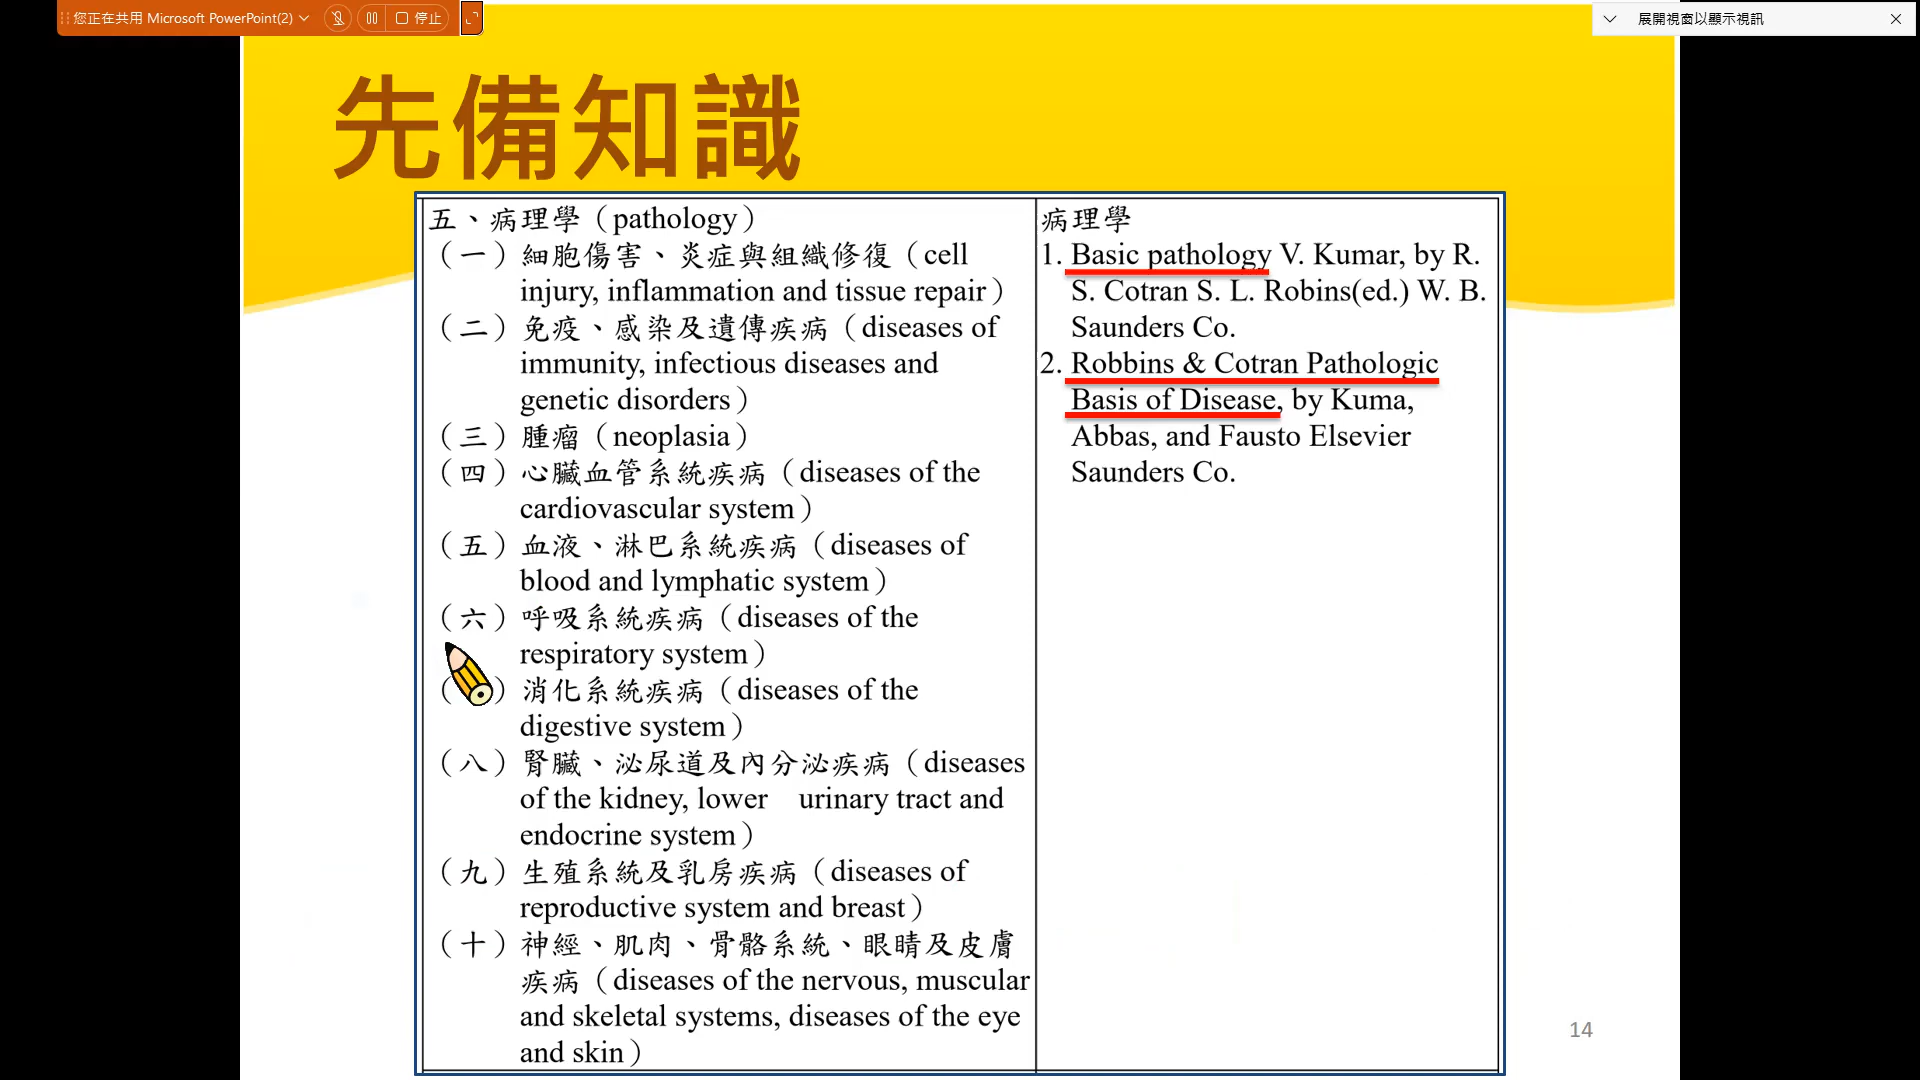 您正在共用 Microsoft PowerPoint(2)
停止
展開視窗以顯示視訊
先備知識
五、病理學（pathology）
（一）細胞傷害、炎症與組織修復（cell
injury, inflammation and tissue repair）
（二）免疫、感染及遺傳疾病（diseases of
immunity, infectious diseases and
genetic disorders）
（三）腫瘤（neoplasia）
（四）心臟血管系統疾病（diseases of the
cardiovascular system）
（五）血液、淋巴系統疾病（diseases of
blood and lymphatic system）
（六）呼吸系統疾病（diseases of the
respiratory system）
（ ）消化系統疾病（diseases of the
digestive system）
（八）腎臟、泌尿道及內分泌疾病（diseases
of the kidney, lower urinary tract and
endocrine system）
（九）生殖系統及乳房疾病（diseases of
reproductive system and breast）
（十）神經、肌肉、骨骼系統、眼睛及皮膚
疾病（diseases of the nervous, muscular
and skeletal systems, diseases of the eye
and skin）
病理學
1. Basic pathology V. Kumar, by R.
S. Cotran S. L. Robins(ed.) W. B.
Saunders Co.
2. Robbins & Cotran Pathologic
Basis of Disease, by Kuma,
Abbas, and Fausto Elsevier
Saunders Co.
14